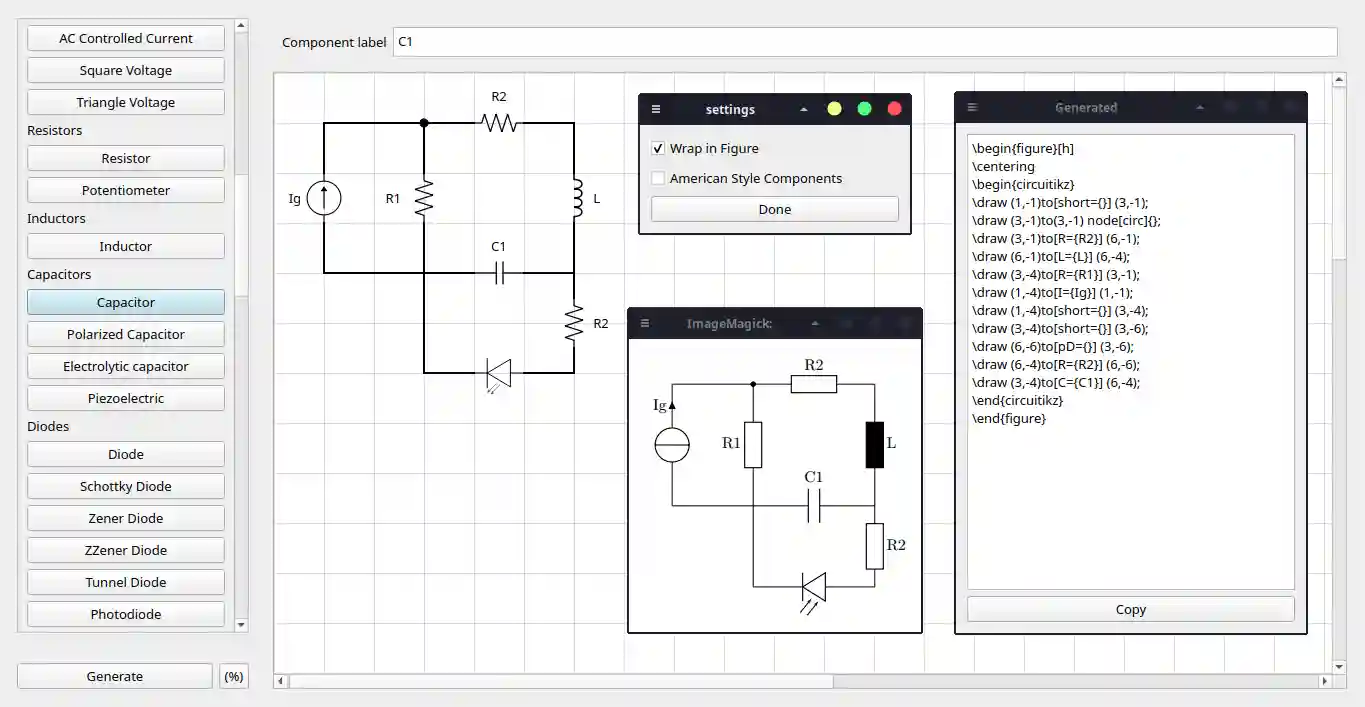 AC Controlled Current
Square Voltage
Triangle Voltage
Resistors
Resistor
Potentiometer
Inductors
Inductor
Capacitors
Capacitor
Polarized Capacitor
Electrolytic capacitor
Piezoelectric
Diodes
Diode
Schottky Diode
Zener Diode
ZZener Diode
Tunnel Diode
Photodiode
Generate
(%)
Component label C1
R2
Ig
R1
L
C1
R2
settings
Wrap in Figure
American Style Components
Done
ImageMagick:
R2
Ig
R1
L
C1
R2
Generated
\begin{figure}[h]
\centering
\begin{circuitikz}
\draw (1,-1)to[short={}] (3,-1);
\draw (3,-1)to(3,-1) node[circ]{};
\draw (3,-1)to[R={R2}] (6,-1);
\draw (6,-1)to[L={L}] (6,-4);
\draw (3,-4)to[R={R1}] (3,-1);
\draw (1,-4)to[I={Ig}] (1,-1);
\draw (1,-4)to[short={}] (3,-4);
\draw (3,-4)to[short={}] (3,-6);
\draw (6,-6)to[pD={}] (3,-6);
\draw (6,-4)to[R={R2}] (6,-6);
\draw (3,-4)to[C={C1}] (6,-4);
\end{circuitikz}
\end{figure}
Copy